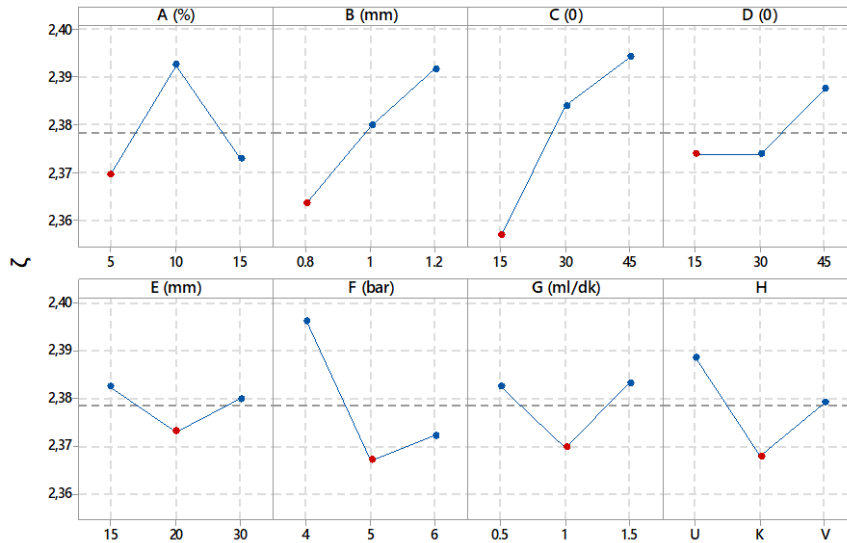 A (%) B (mm) C (0) D (0)
2,40
2,39
2,38
2,37
2,36
5 10 15 0.8 1 1.2 15 30 45 15 30 45
ζ
E (mm) F (bar) G (ml/dk) H
2,40
2,39
2,38
2,37
2,36
15 20 30 4 5 6 0.5 1 1.5 U K V